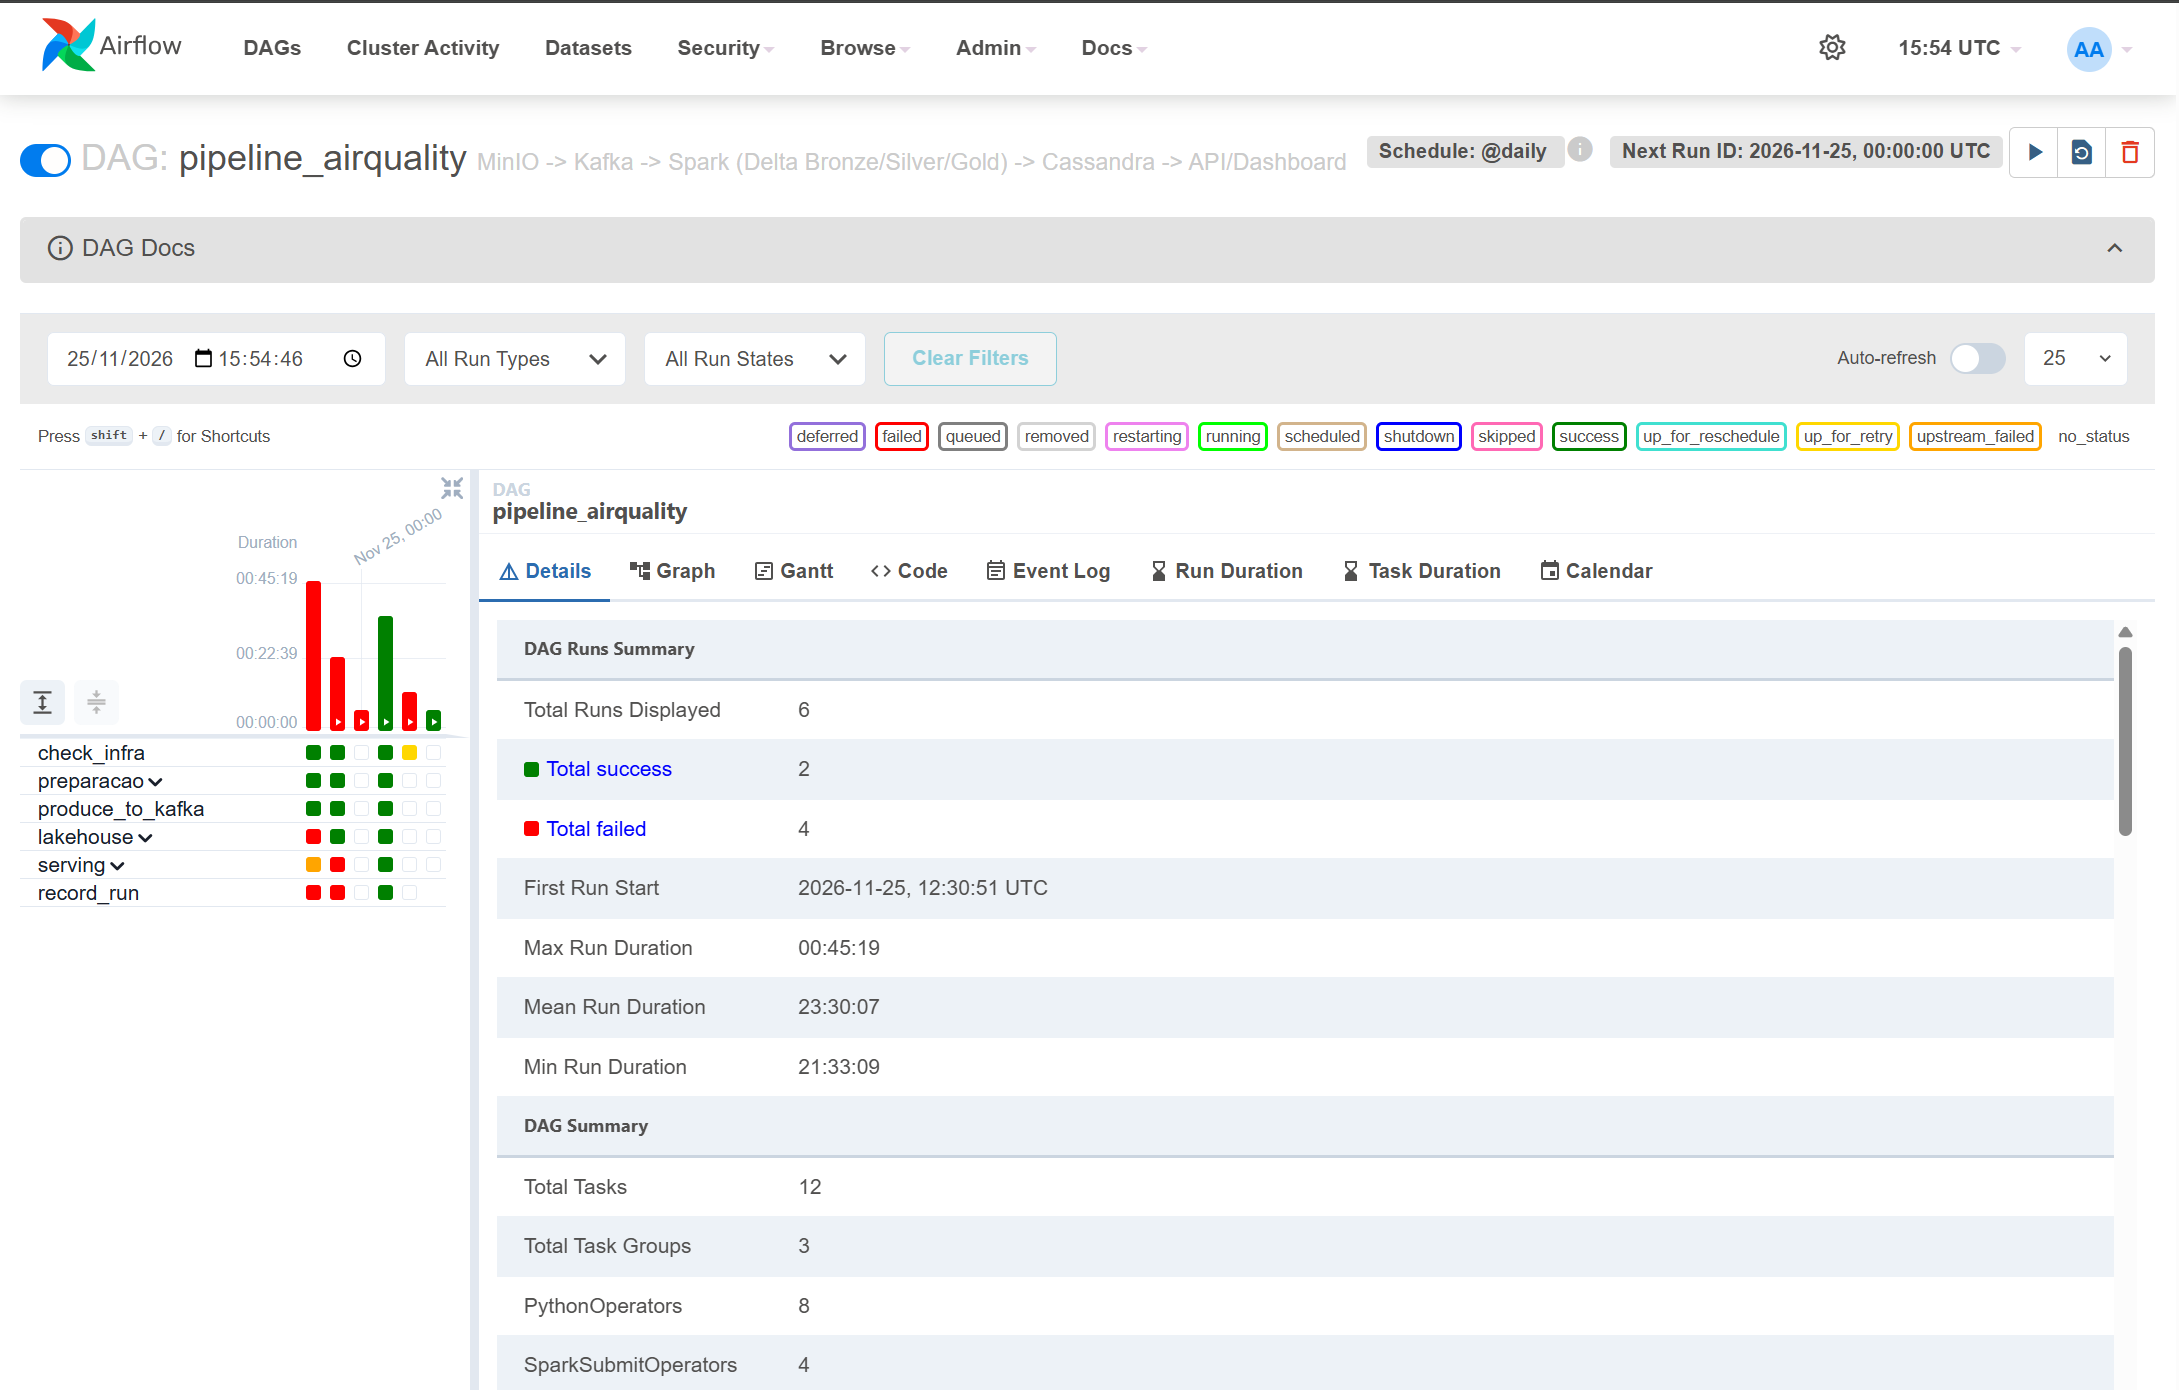 Airflow DAGs Cluster Activity Datasets Security Browse Admin Docs 15:54 UTC AA
DAG: pipeline_airquality MinIO -> Kafka -> Spark (Delta Bronze/Silver/Gold) -> Cassandra -> API/Dashboard Schedule: @daily i Next Run ID: 2026-11-25, 00:00:00 UTC
DAG Docs
25/11/2026 15:54:46 All Run Types All Run States Clear Filters Auto-refresh 25
Press shift + / for Shortcuts deferred failed queued removed restarting running scheduled shutdown skipped success up_for_reschedule up_for_retry upstream_failed no_status
Nov 25, 00:00
Duration
00:45:19
00:22:39
00:00:00
check_infra
preparacao
produce_to_kafka
lakehouse
serving
record_run
DAG
pipeline_airquality
Details Graph Gantt Code Event Log Run Duration Task Duration Calendar
DAG Runs Summary
Total Runs Displayed 6
Total success 2
Total failed 4
First Run Start 2026-11-25, 12:30:51 UTC
Max Run Duration 00:45:19
Mean Run Duration 23:30:07
Min Run Duration 21:33:09
DAG Summary
Total Tasks 12
Total Task Groups 3
PythonOperators 8
SparkSubmitOperators 4